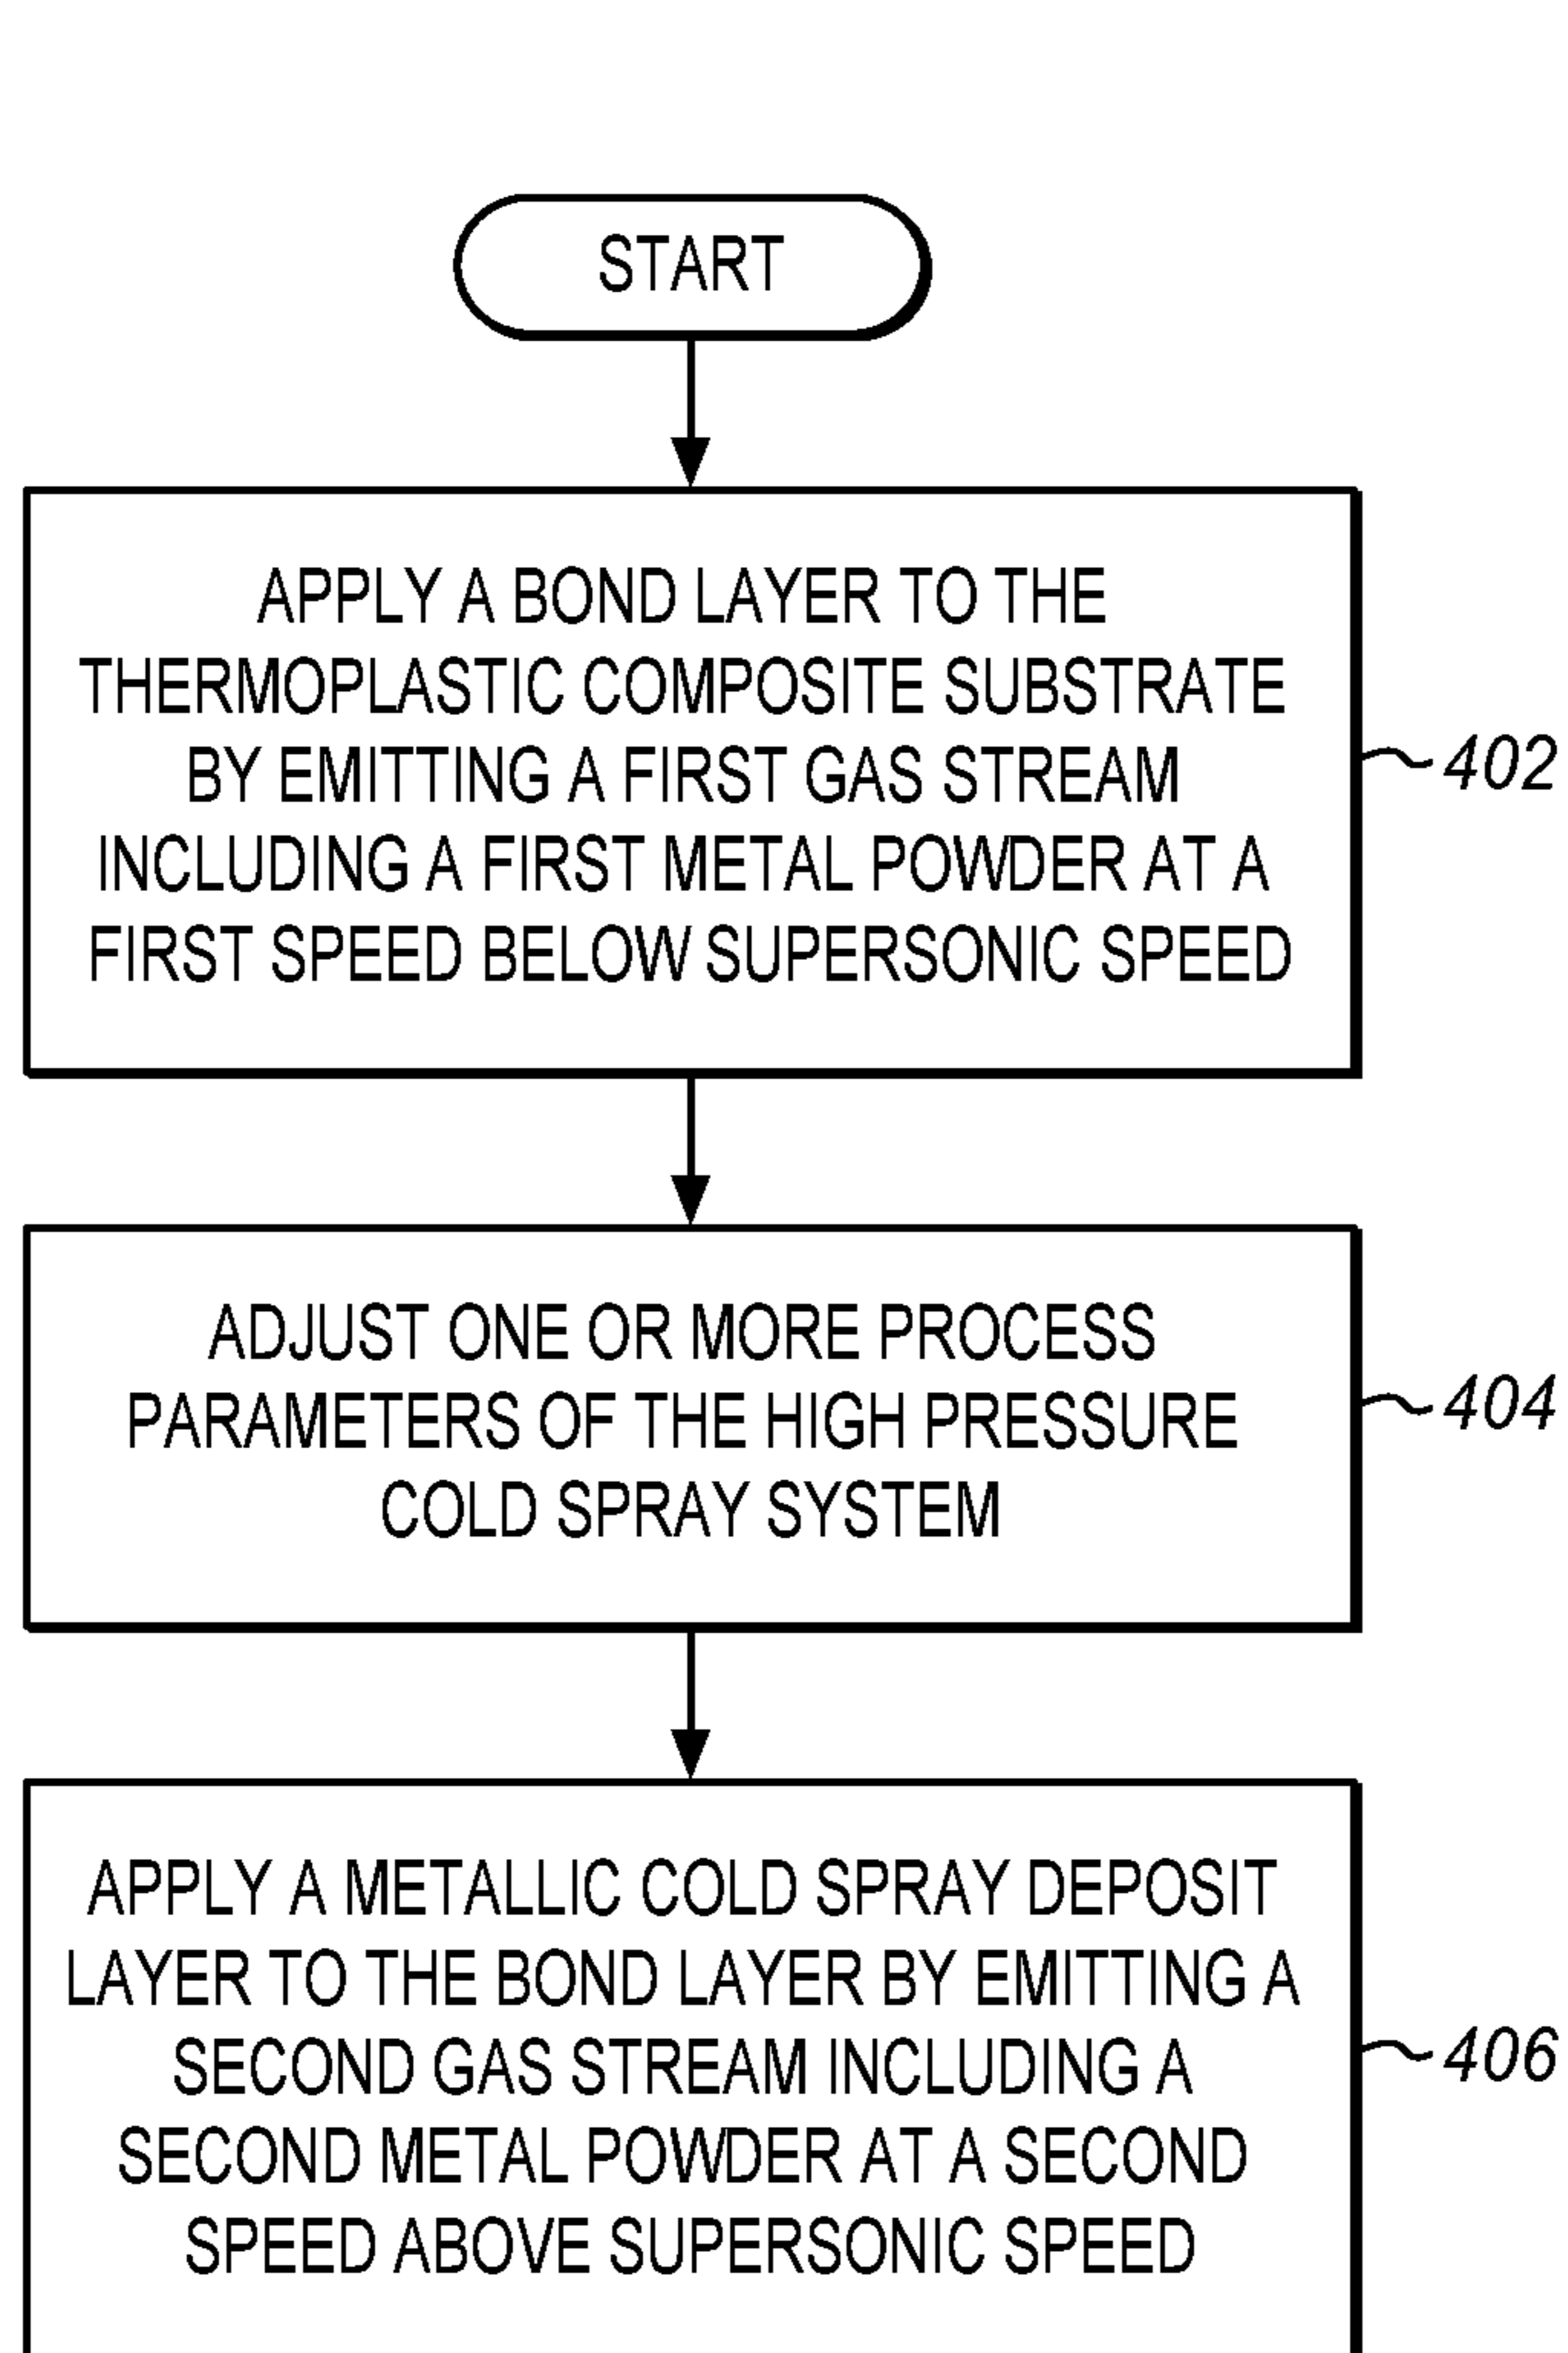 START
APPLY A BOND LAYER TO THE
THERMOPLASTIC COMPOSITE SUBSTRATE
BY EMITTING A FIRST GAS STREAM
INCLUDING A FIRST METAL POWDER AT A
FIRST SPEED BELOW SUPERSONIC SPEED
402
ADJUST ONE OR MORE PROCESS
PARAMETERS OF THE HIGH PRESSURE
COLD SPRAY SYSTEM
404
APPLY A METALLIC COLD SPRAY DEPOSIT
LAYER TO THE BOND LAYER BY EMITTING A
SECOND GAS STREAM INCLUDING A
SECOND METAL POWDER AT A SECOND
SPEED ABOVE SUPERSONIC SPEED
406